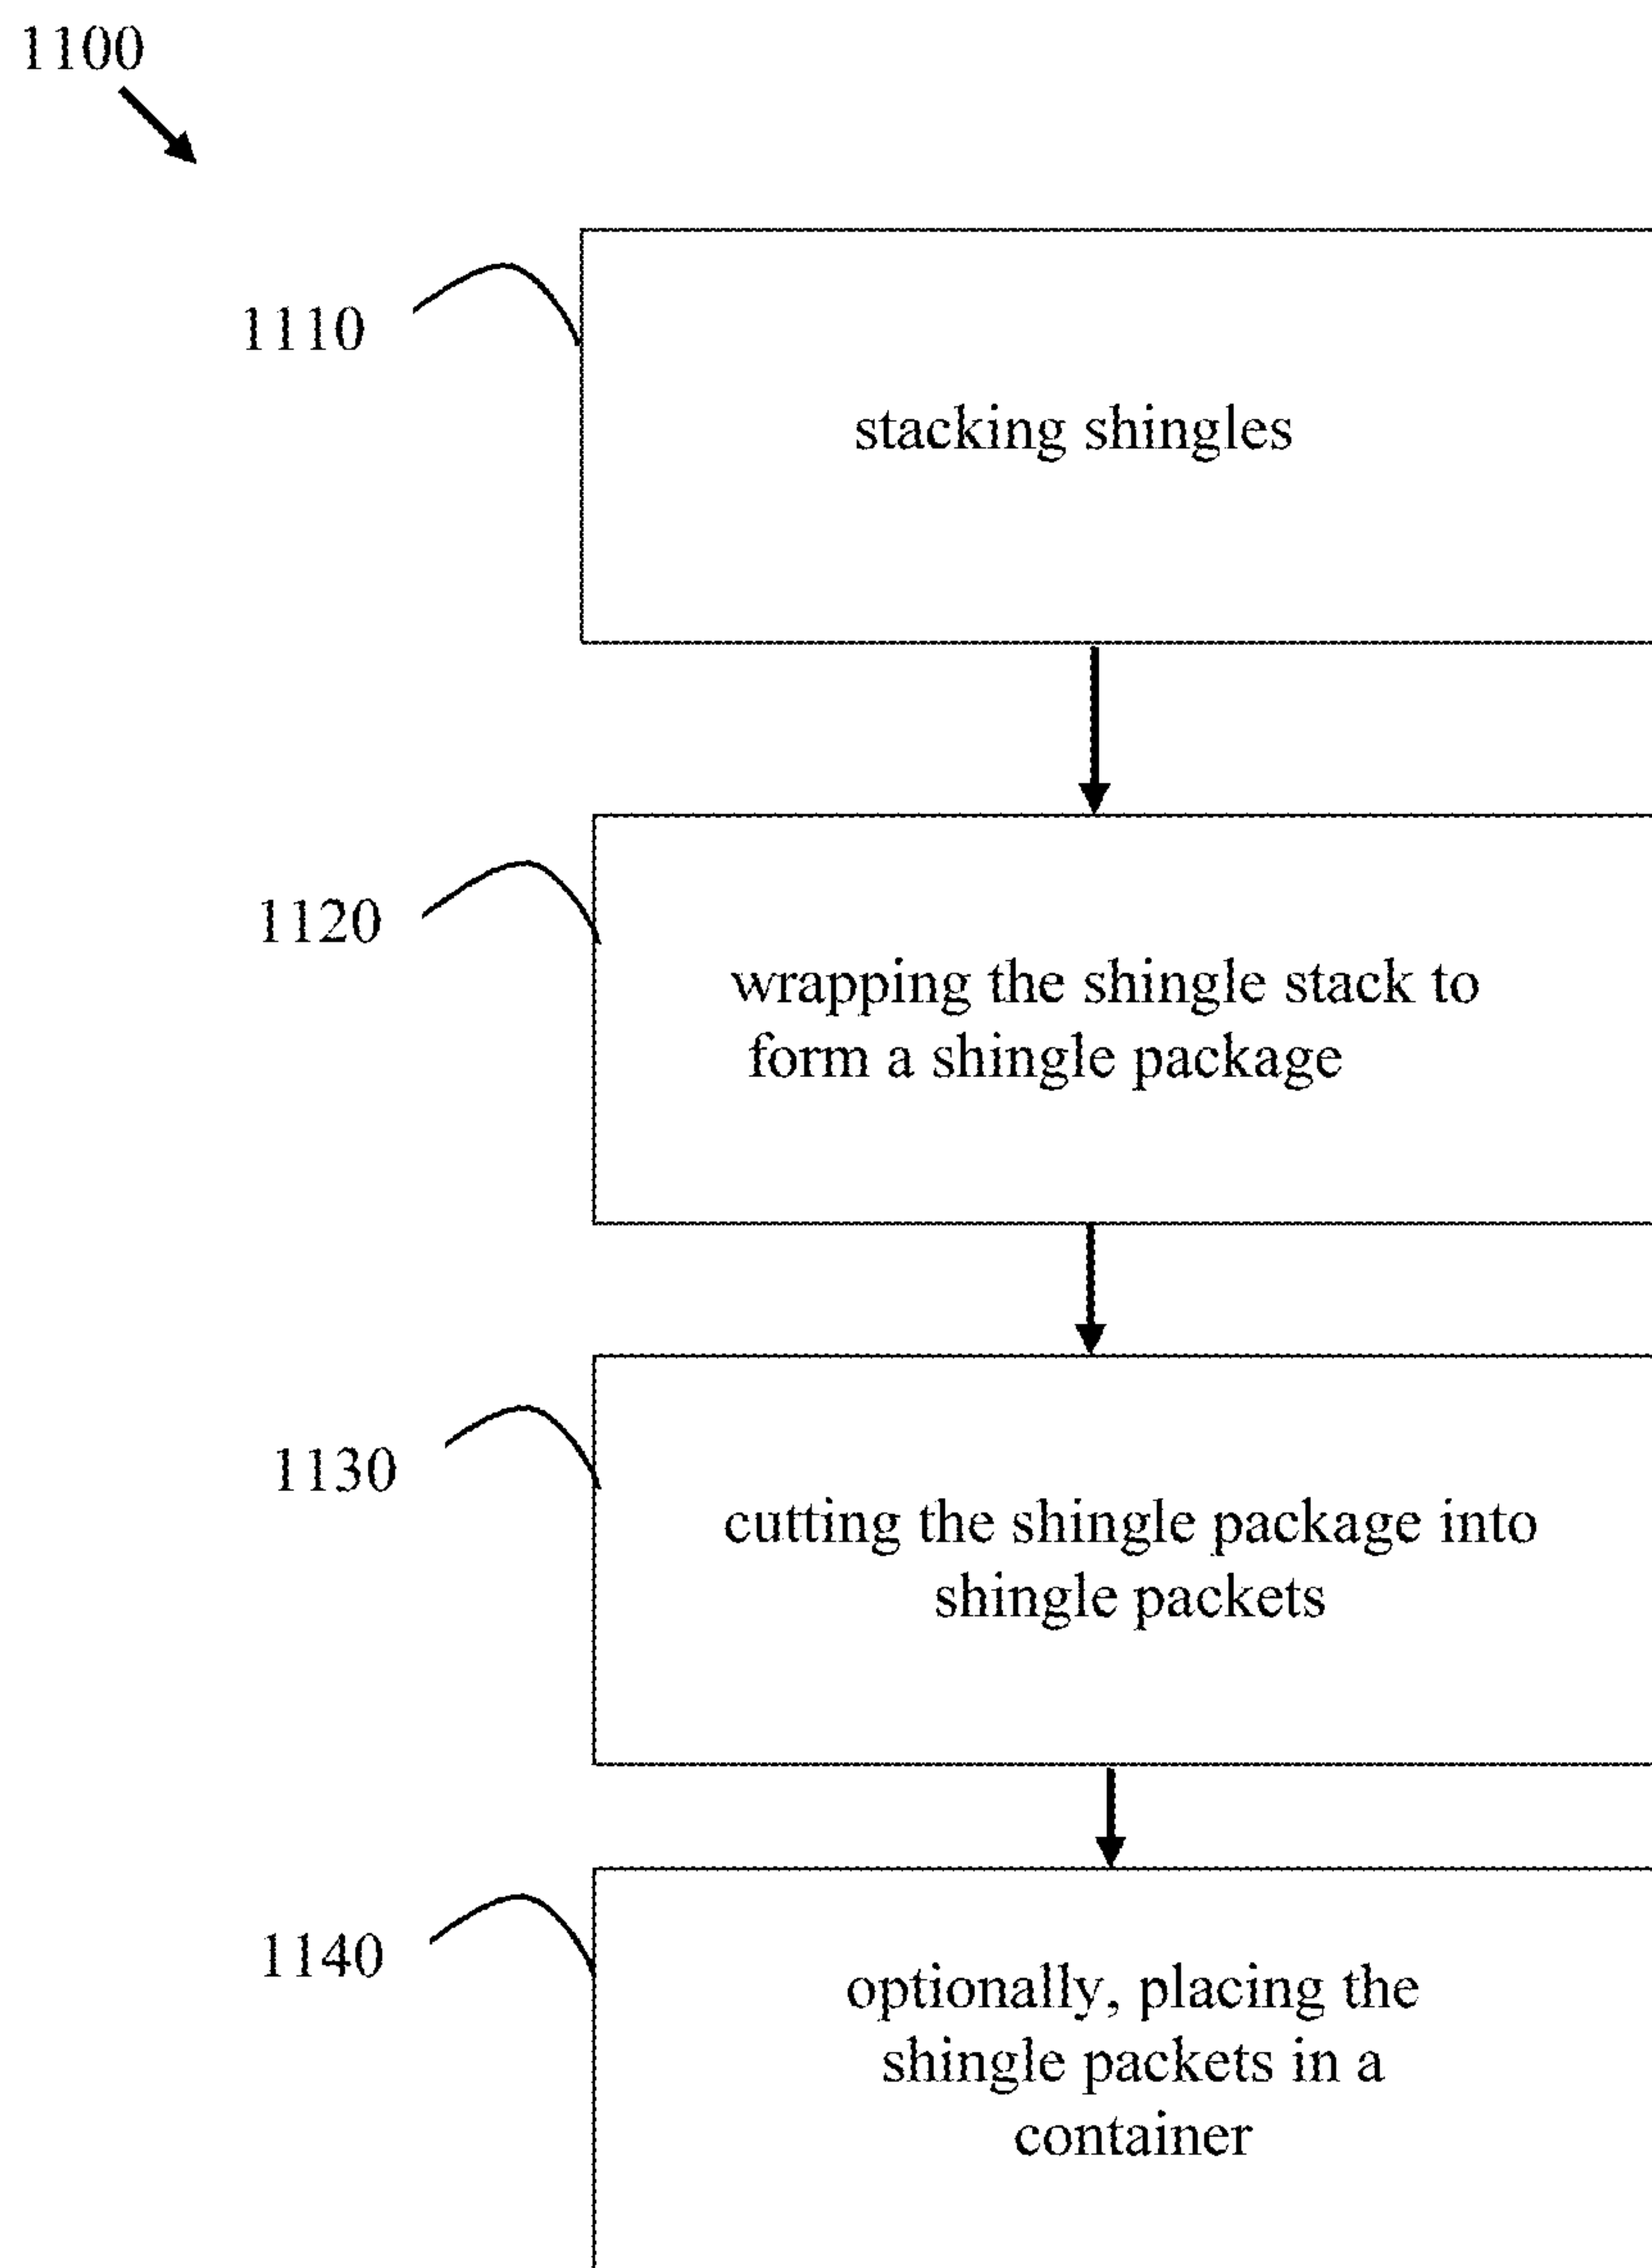 1100
1110
stacking shingles
1120
wrapping the shingle stack to
form a shingle package
1130
cutting the shingle package into
shingle packets
1140
optionally, placing the
shingle packets in a
container